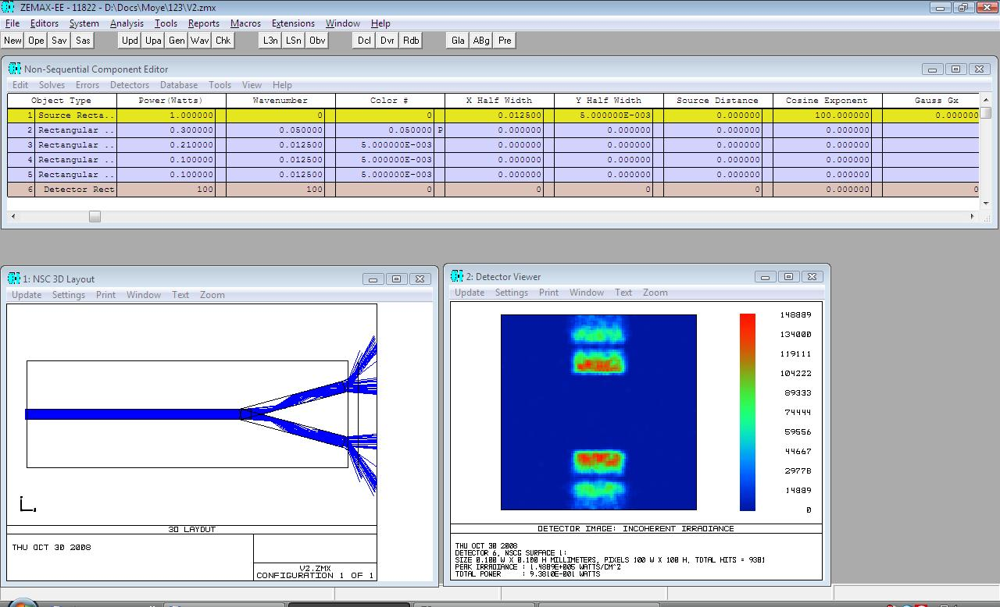 ZEMAX-EE - 11822 - D:\Docs\Moye\123\V2.zmx
File Editors System Analysis Tools Reports Macros Extensions Window Help
New Ope Sav Sas Upd Upa Gen Wav Chk L3n LSn Obv Dcl Dvr Rdb Gla ABg Pre
Non-Sequential Component Editor
Edit Solves Errors Detectors Database Tools View Help
Object Type Power(Watts) Wavenumber Color # X Half Width Y Half Width Source Distance Cosine Exponent Gauss Gx
1 Source Recta.. 1.000000 0 0 0.012500 5.000000E-003 0.000000 100.000000 0.000000
2 Rectangular .. 0.300000 0.050000 0.050000 P 0.000000 0.000000 0.000000 0.000000
3 Rectangular .. 0.210000 0.012500 5.000000E-003 0.000000 0.000000 0.000000 0.000000
4 Rectangular .. 0.100000 0.012500 5.000000E-003 0.000000 0.000000 0.000000 0.000000
5 Rectangular .. 0.100000 0.012500 5.000000E-003 0.000000 0.000000 0.000000 0.000000
6 Detector Rect 100 100 0 0 0 0 0.000000 0
1: NSC 3D Layout
Update Settings Print Window Text Zoom
3D LAYOUT
THU OCT 30 2008
V2.ZMX
CONFIGURATION 1 OF 1
2: Detector Viewer
Update Settings Print Window Text Zoom
148889
134000
119111
104222
89333
74444
59556
44667
29778
14889
0
DETECTOR IMAGE: INCOHERENT IRRADIANCE
THU OCT 30 2008
DETECTOR 6, NSCG SURFACE 1:
SIZE 0.100 W X 0.100 H MILLIMETERS, PIXELS 100 W X 100 H, TOTAL HITS = 9381
PEAK IRRADIANCE : 1.4889E+005 WATTS/CM^2
TOTAL POWER : 9.3810E-001 WATTS